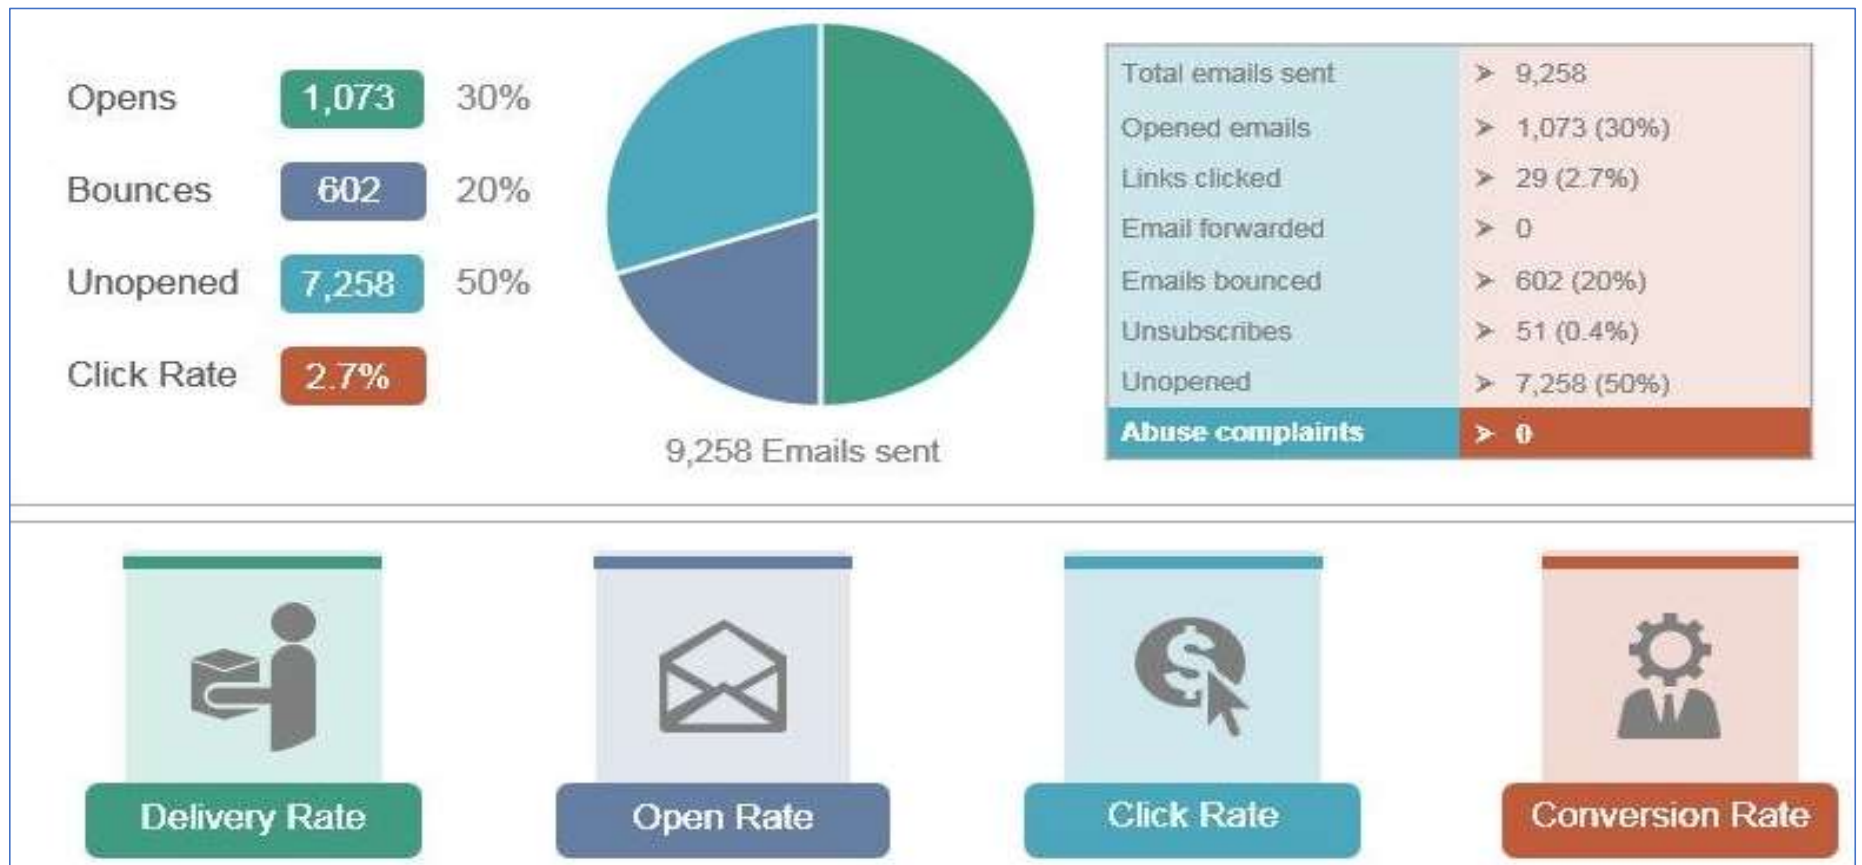 Opens 1,073 30%
Bounces 602 20%
Unopened 7,258 50%
Click Rate 2.7%
9,258 Emails sent
Total emails sent ➢ 9,258
Opened emails ➢ 1,073 (30%)
Links clicked ➢ 29 (2.7%)
Email forwarded ➢ 0
Emails bounced ➢ 602 (20%)
Unsubscribes ➢ 51 (0.4%)
Unopened ➢ 7,258 (50%)
Abuse complaints ➢ 0
Delivery Rate
Open Rate
Click Rate
Conversion Rate